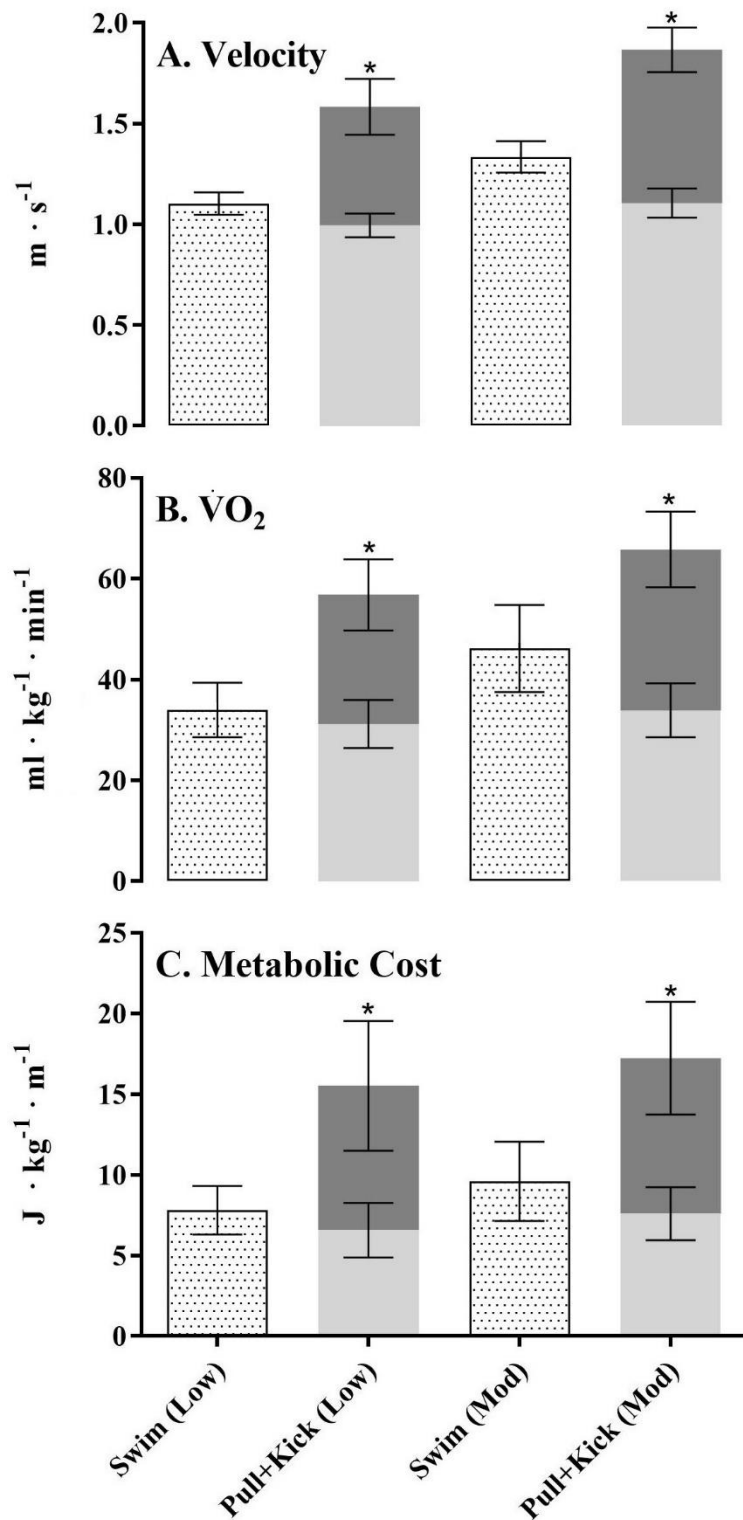 A. Velocity
m · s⁻¹
2.0
1.5
1.0
0.5
0.0
*
*
B. V̇O₂
ml · kg⁻¹ · min⁻¹
80
60
40
20
0
*
*
C. Metabolic Cost
J · kg⁻¹ · m⁻¹
25
20
15
10
5
0
*
*
Swim (Low)
Pull+Kick (Low)
Swim (Mod)
Pull+Kick (Mod)